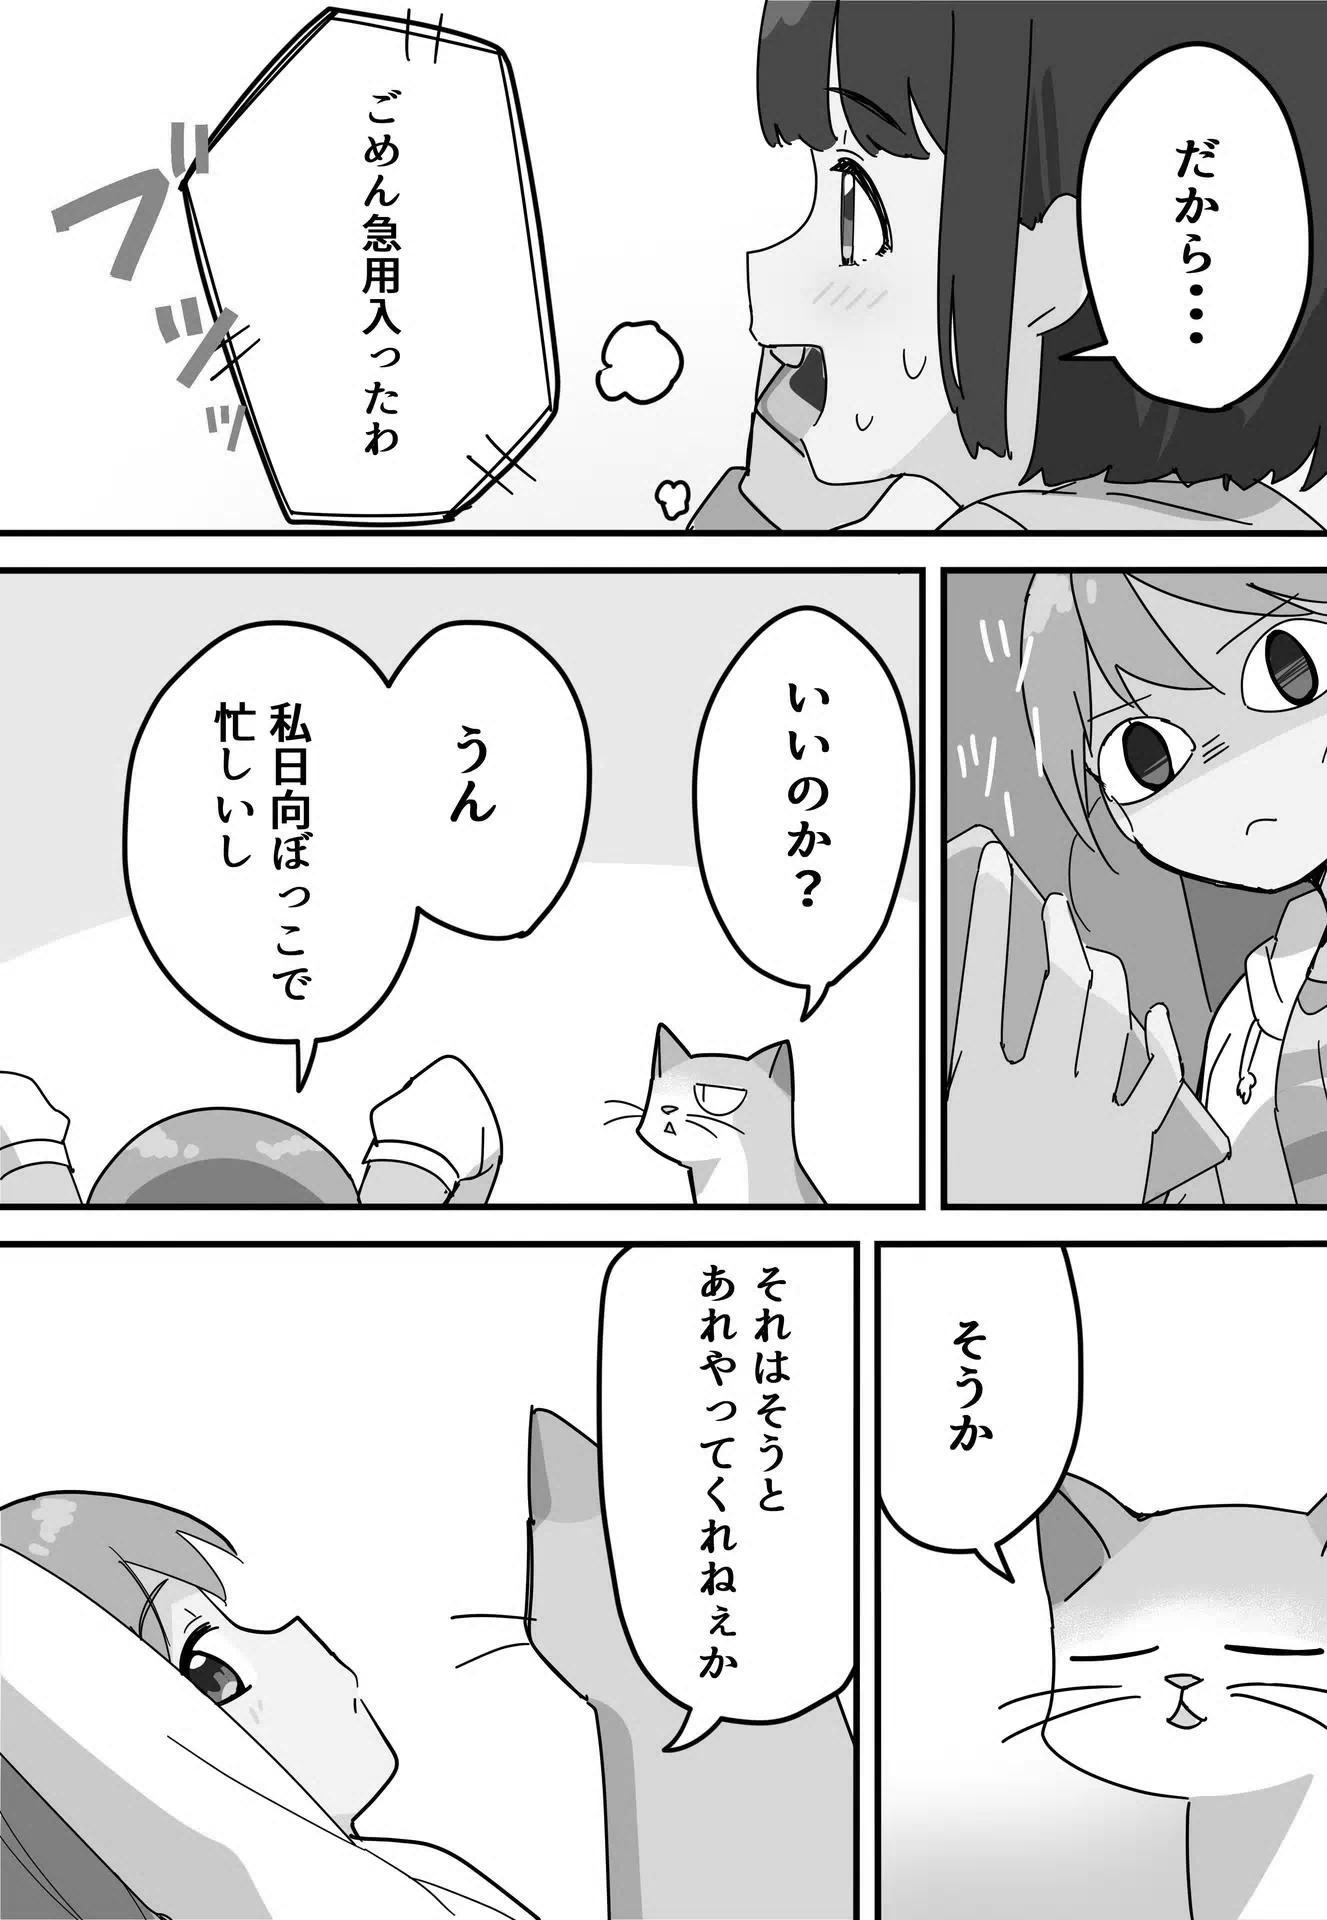 だから・・・
ごめん急用入ったわ
ブツッ
いいのか?
うん
私日向ぼっこで
忙しいし
そうか
それはそうと
あれやってくれねぇか